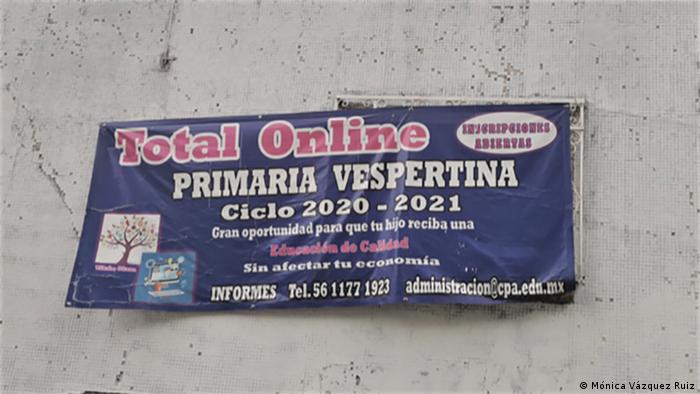 Total Online
INSCRIPCIONES
ABIERTAS
PRIMARIA VESPERTINA
Ciclo 2020 - 2021
Gran oportunidad para que tu hijo reciba una
Educación de Calidad
Sin afectar tu economía
INFORMES Tel. 56 1177 1923 administracion@cpa.edu.mx
© Mónica Vázquez Ruiz